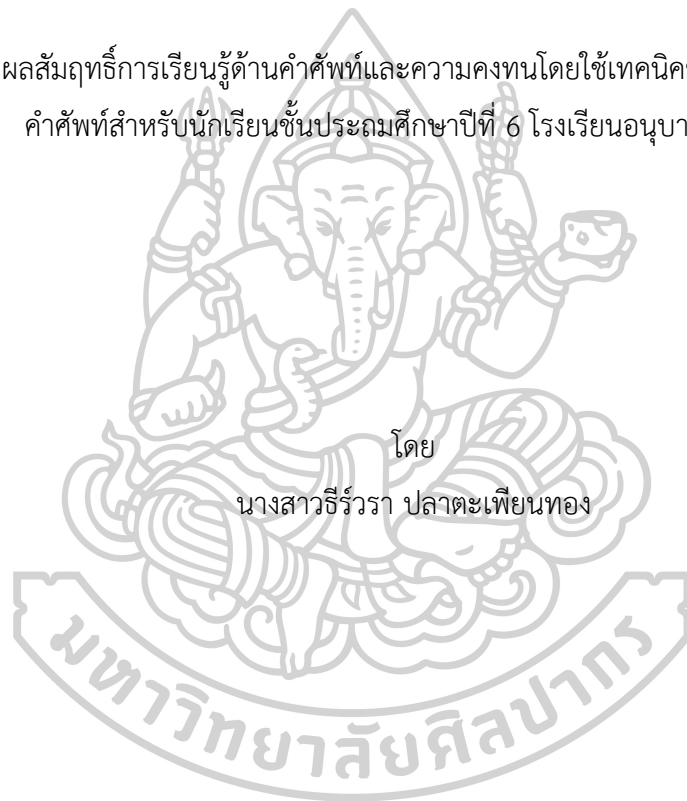 ผลสัมฤทธิ์การเรียนรู้ด้านคำศัพท์และความคงทนโดยใช้เทคนิค
คำศัพท์สำหรับนักเรียนชั้นประถมศึกษาปีที่ 6 โรงเรียนอนุบา
โดย
นางสาวธีร์วรา ปลาตะเพียนทอง
มหาวิทยาลัยศิลปากร